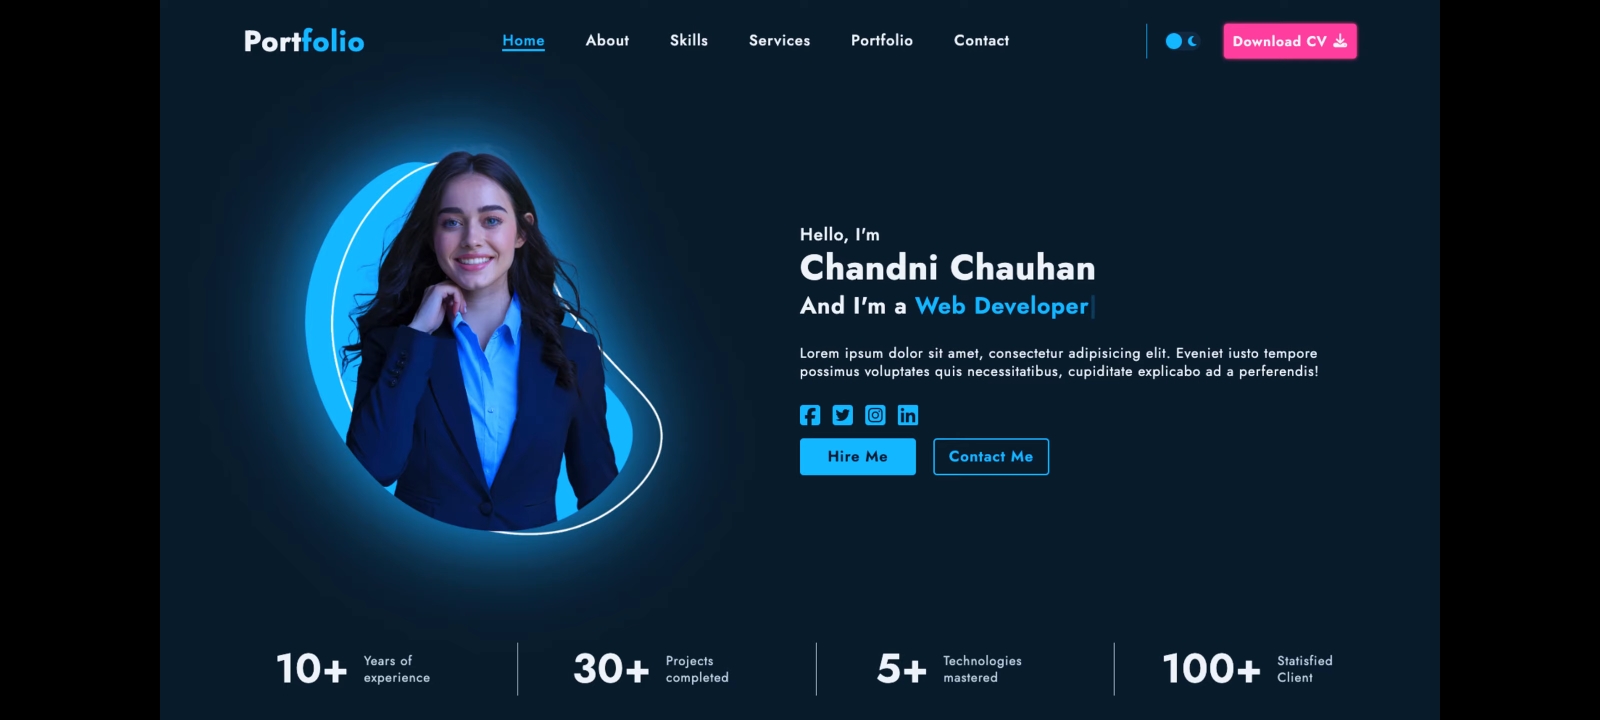 Portfolio
Home About Skills Services Portfolio Contact
Download CV
Hello, I'm
Chandni Chauhan
And I'm a Web Developer
Lorem ipsum dolor sit amet, consectetur adipisicing elit. Eveniet iusto tempore
possimus voluptates quis necessitatibus, cupiditate explicabo ad a perferendis!
Hire Me
Contact Me
10+
Years of
experience
30+
Projects
completed
5+
Technologies
mastered
100+
Statisfied
Client